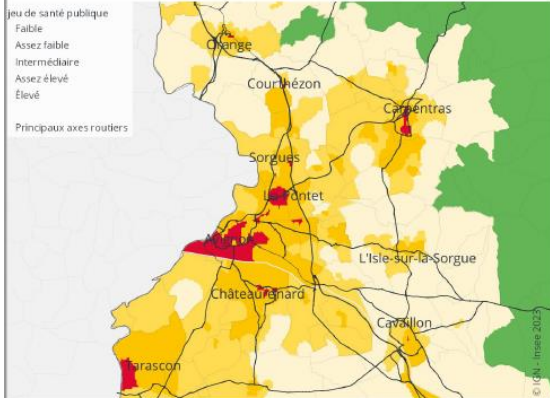 jeu de santé publique
Faible
Assez faible
Intermédiaire
Assez élevé
Élevé
Principaux axes routiers
Orange
Courthézon
Carpentras
Sorgues
Le Pontet
Avignon
L'Isle-sur-la-Sorgue
Châteaurenard
Cavaillon
Tarascon
© IGN - Insee 2023